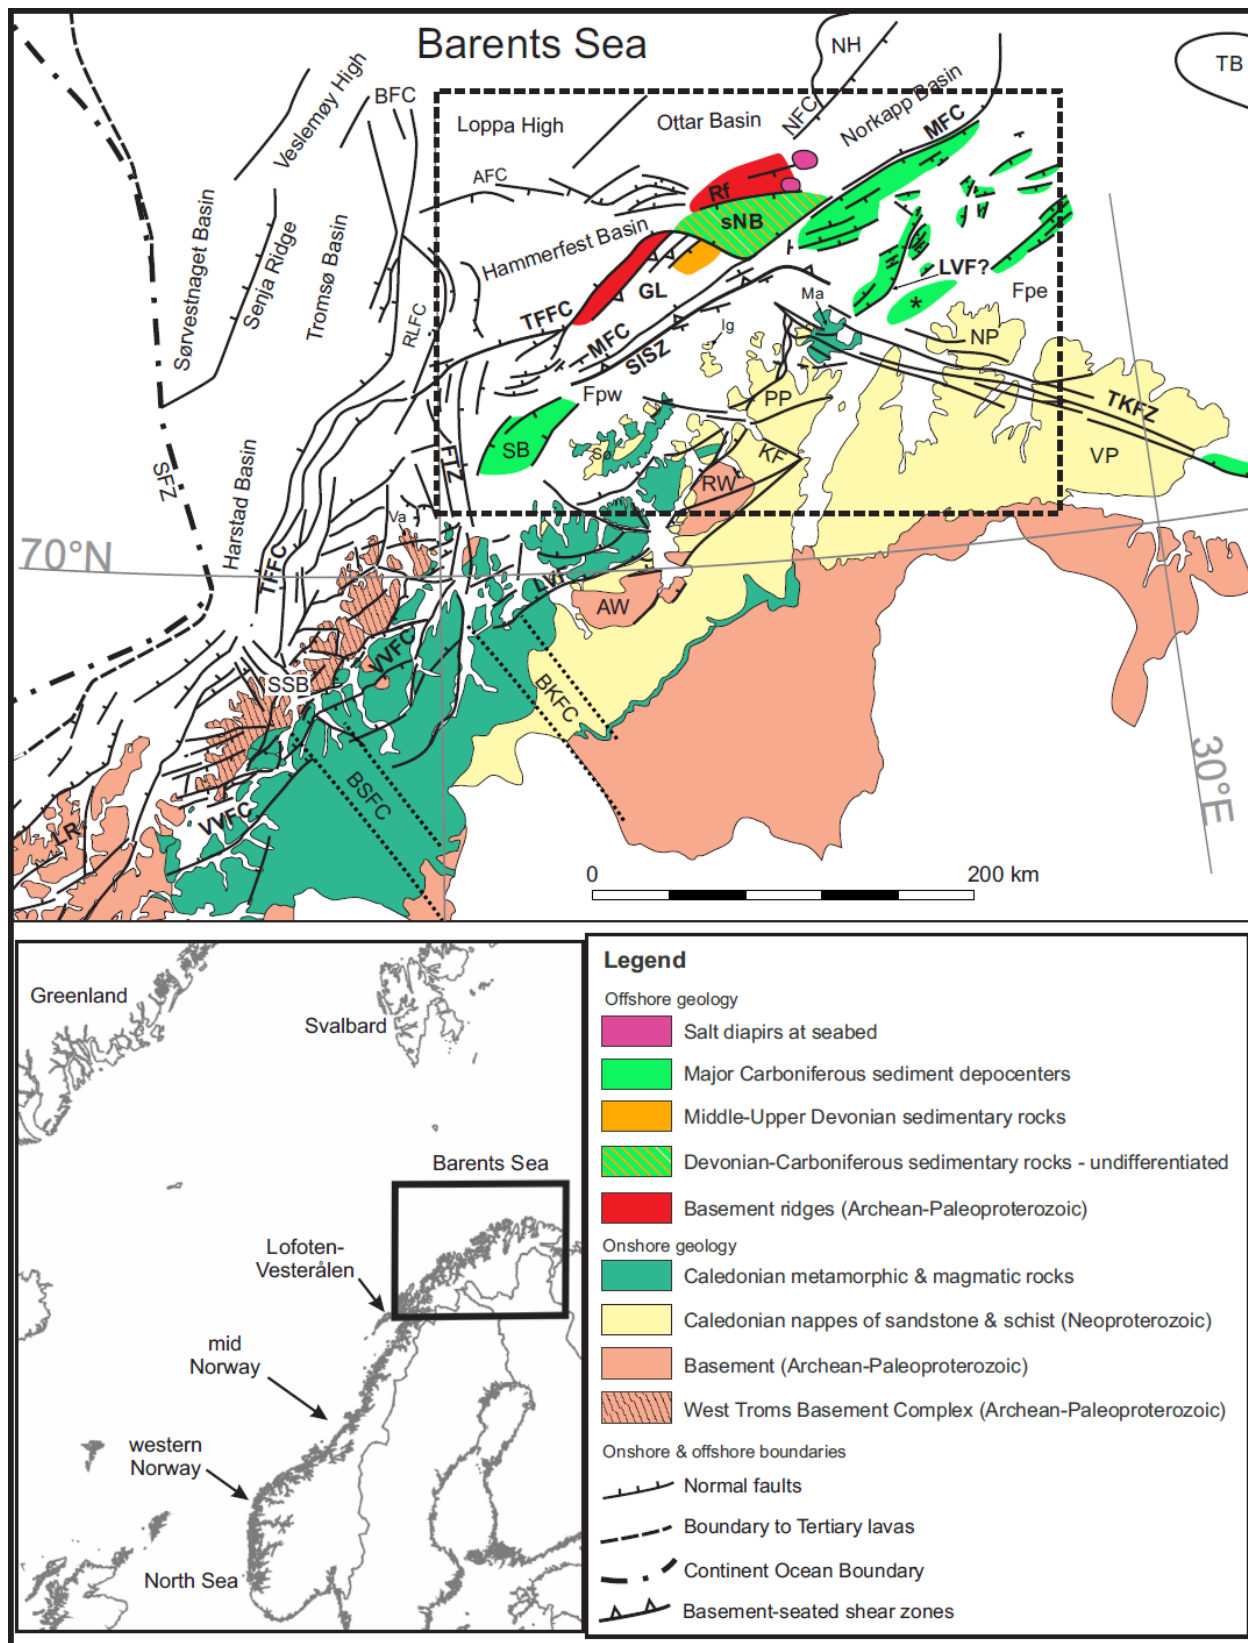 Barents Sea
NH
TB
BFC
Veslemøy High
Loppa High
Ottar Basin
NFC
Norkapp Basin
MFC
AFC
Rf
sNB
Sørvestnaget Basin
Senja Ridge
Tromsø Basin
Hammerfest Basin
LVF?
GL
Ma
*
Fpe
RLFC
TFFC
MFC
SISZ
Ig
NP
Fpw
PP
TKFZ
SB
Sø
KF
VP
FTZ
RW
SFZ
Harstad Basin
Va
70°N
TFFC
LVF
AW
VVFC
SSB
BKFC
30°E
BSFC
VVFC
LR
0
200 km
Greenland
Svalbard
Barents Sea
Lofoten-
Vesterålen
mid
Norway
western
Norway
North Sea
Legend
Offshore geology
Salt diapirs at seabed
Major Carboniferous sediment depocenters
Middle-Upper Devonian sedimentary rocks
Devonian-Carboniferous sedimentary rocks - undifferentiated
Basement ridges (Archean-Paleoproterozoic)
Onshore geology
Caledonian metamorphic & magmatic rocks
Caledonian nappes of sandstone & schist (Neoproterozoic)
Basement (Archean-Paleoproterozoic)
West Troms Basement Complex (Archean-Paleoproterozoic)
Onshore & offshore boundaries
Normal faults
Boundary to Tertiary lavas
Continent Ocean Boundary
Basement-seated shear zones